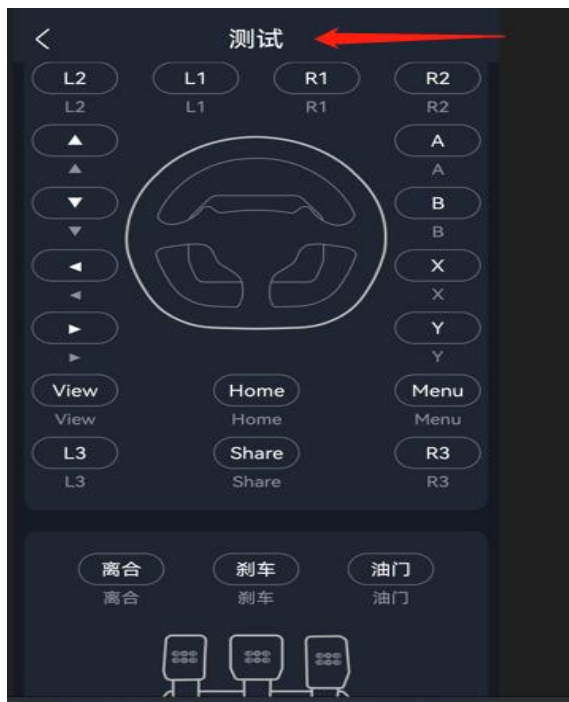 测试
L2 L1 R1 R2
L2 L1 R1 R2
▲ A
▲ A
▼ B
▼ B
◄ X
◄ X
► Y
► Y
View Home Menu
View Home Menu
L3 Share R3
L3 Share R3
离合 刹车 油门
离合 刹车 油门